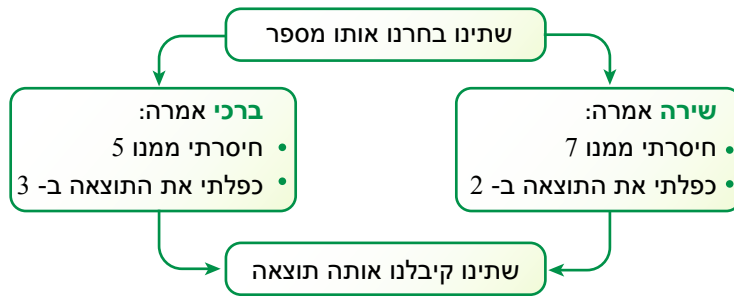 שתינו בחרנו אותו מספר
שירה אמרה:
• חיסרתי ממנו 7
• כפלתי את התוצאה ב- 2
ברכי אמרה:
• חיסרתי ממנו 5
• כפלתי את התוצאה ב- 3
שתינו קיבלנו אותה תוצאה